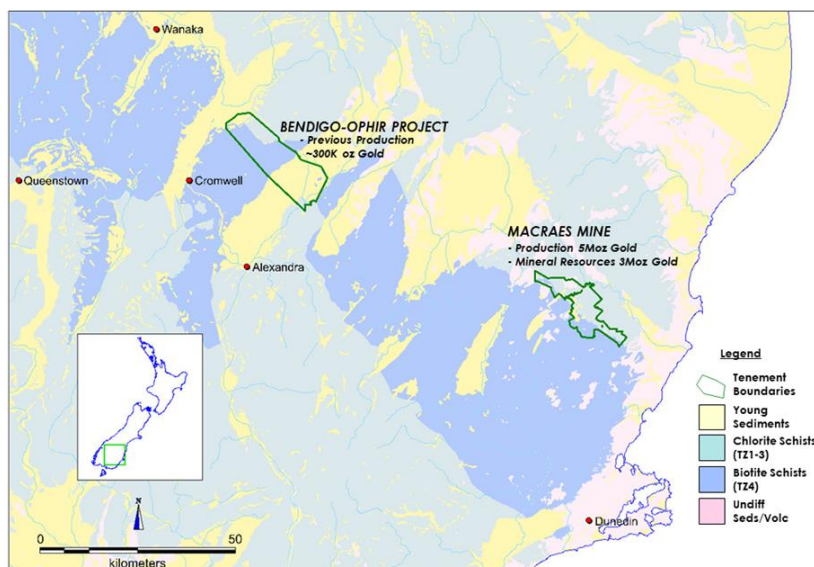 Wanaka
BENDIGO-OPHIR PROJECT
- Previous Production
~300K oz Gold
Queenstown
Cromwell
MACRAES MINE
- Production 5Moz Gold
- Mineral Resources 3Moz Gold
Alexandra
Legend
Tenement
Boundaries
Young
Sediments
Chlorite Schists
(TZ1-3)
Biotite Schists
(TZ4)
Undiff
Seds/Volc
N
Dunedin
0
50
kilometers